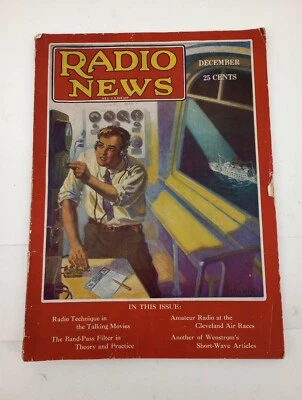 RADIO
NEWS
DECEMBER
25 CENTS
IN THIS ISSUE:
Radio Technique in
the Talking Movies
The Band-Pass Filter in
Theory and Practice
Amateur Radio at the
Cleveland Air Races
Another of Wenstrom's
Short-Wave Articles